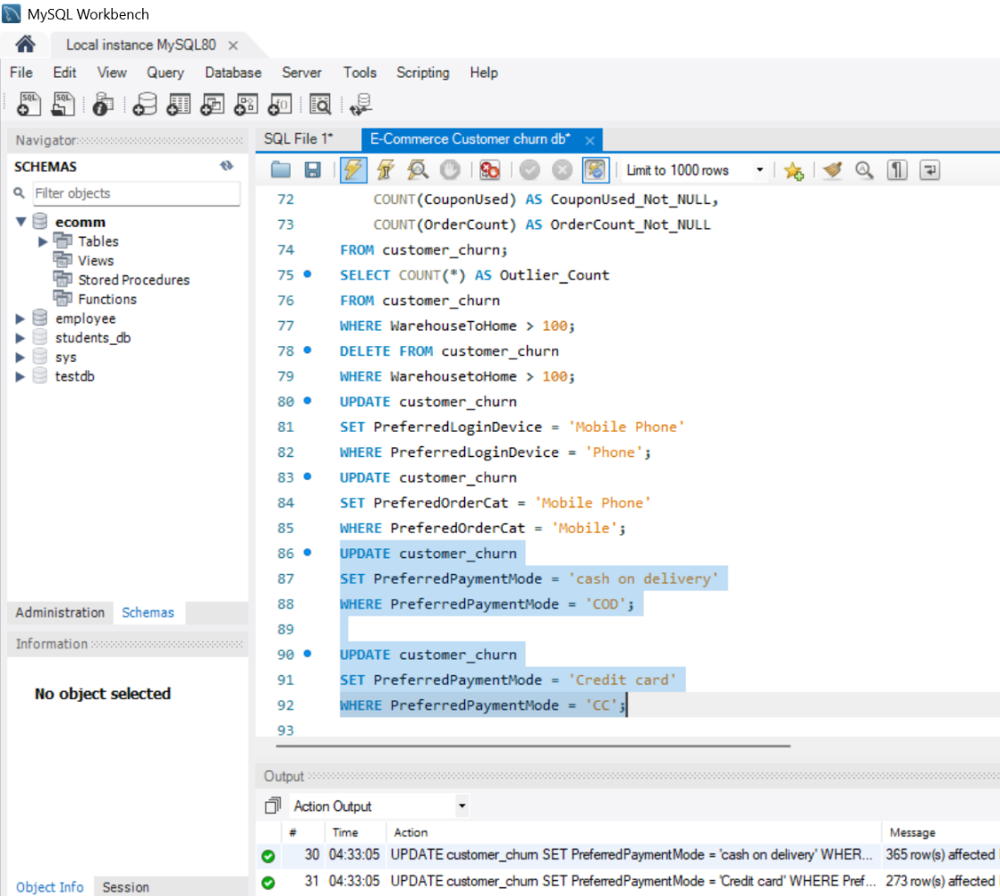 MySQL Workbench
Local instance MySQL80
File Edit View Query Database Server Tools Scripting Help
Navigator
SCHEMAS
Filter objects
ecomm
Tables
Views
Stored Procedures
Functions
employee
students_db
sys
testdb
Administration Schemas
Information
No object selected
Object Info Session
SQL File 1* E-Commerce Customer churn db*
Limit to 1000 rows
72 COUNT(CouponUsed) AS CouponUsed_Not_NULL,
73 COUNT(OrderCount) AS OrderCount_Not_NULL
74 FROM customer_churn;
75 SELECT COUNT(*) AS Outlier_Count
76 FROM customer_churn
77 WHERE WarehouseToHome > 100;
78 DELETE FROM customer_churn
79 WHERE WarehousetoHome > 100;
80 UPDATE customer_churn
81 SET PreferredLoginDevice = 'Mobile Phone'
82 WHERE PreferredLoginDevice = 'Phone';
83 UPDATE customer_churn
84 SET PreferedOrderCat = 'Mobile Phone'
85 WHERE PreferedOrderCat = 'Mobile';
86 UPDATE customer_churn
87 SET PreferredPaymentMode = 'cash on delivery'
88 WHERE PreferredPaymentMode = 'COD';
89
90 UPDATE customer_churn
91 SET PreferredPaymentMode = 'Credit card'
92 WHERE PreferredPaymentMode = 'CC';
93
Output
Action Output
# Time Action Message
30 04:33:05 UPDATE customer_churn SET PreferredPaymentMode = 'cash on delivery' WHER... 365 row(s) affected
31 04:33:05 UPDATE customer_churn SET PreferredPaymentMode = 'Credit card' WHERE Pref... 273 row(s) affected